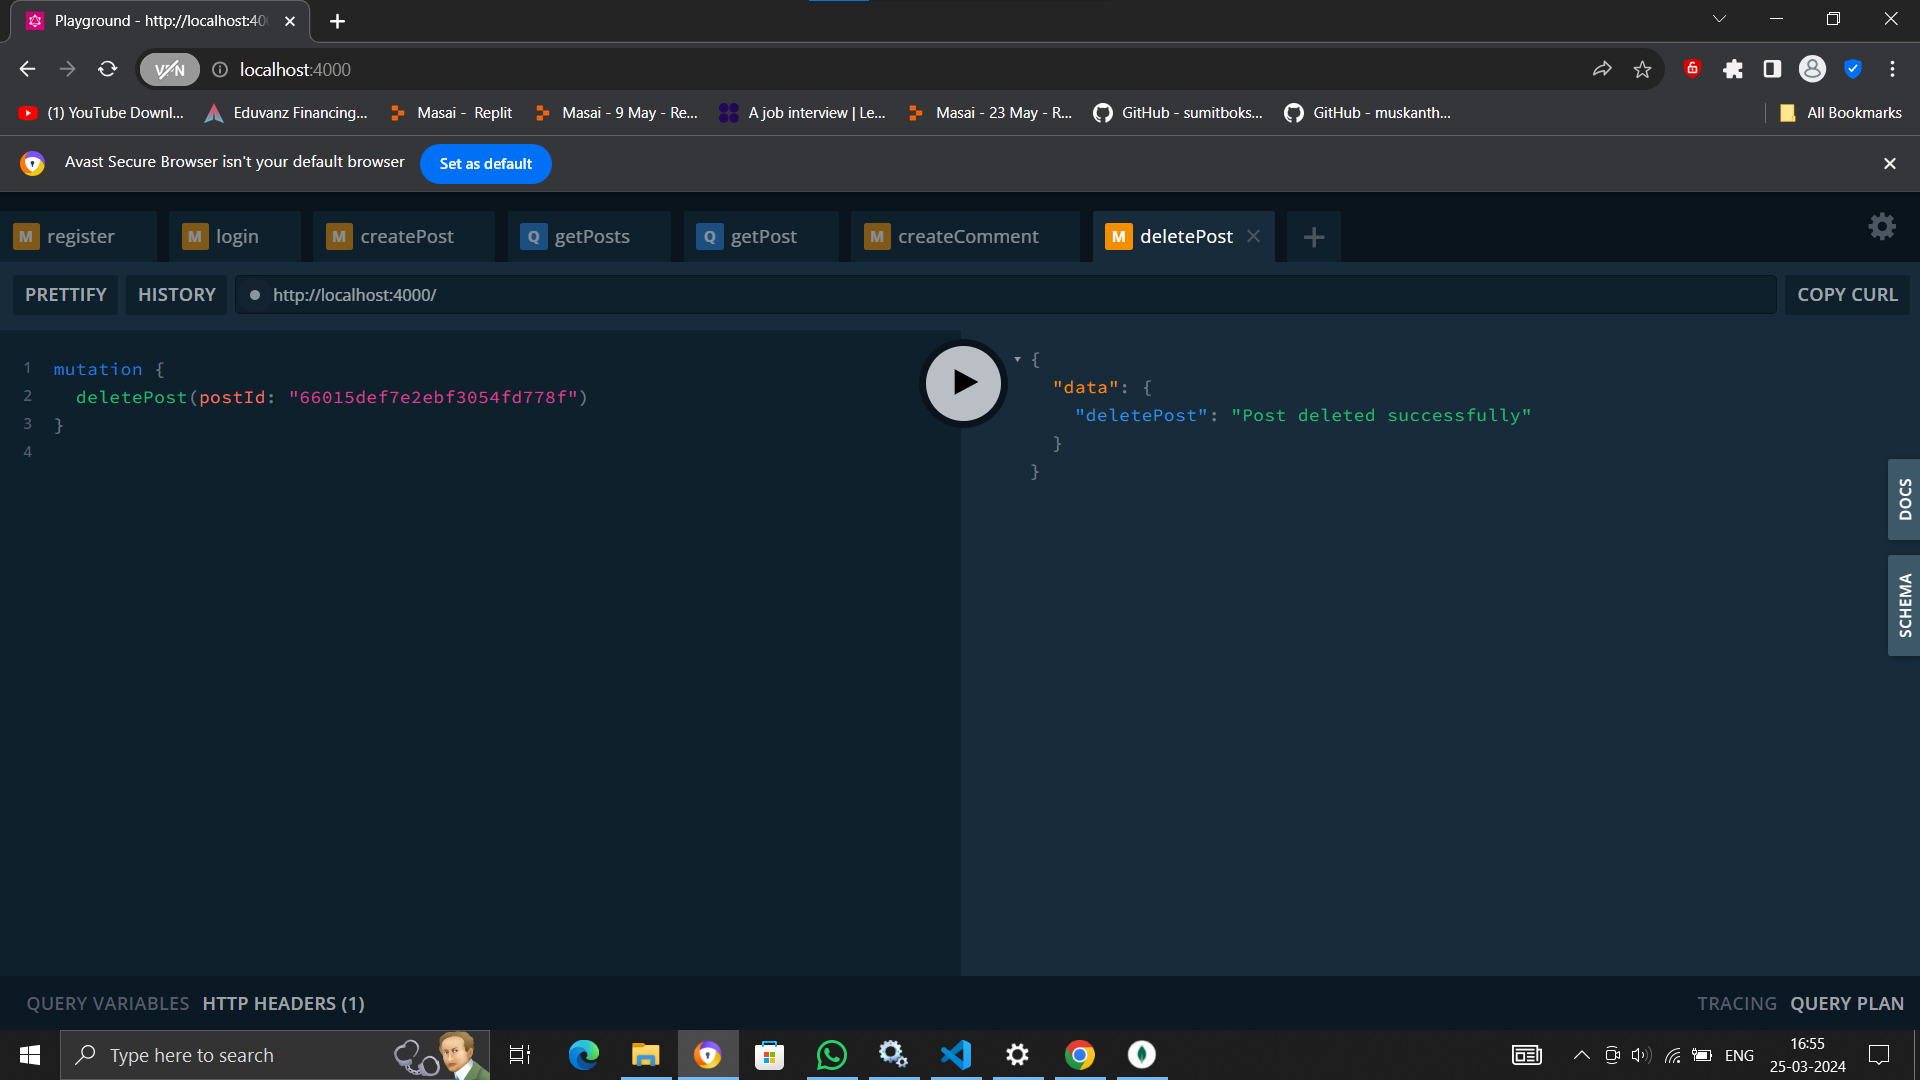 Playground - http://localhost:40
VPN
localhost:4000
(1) YouTube Downl...
Eduvanz Financing...
Masai - Replit
Masai - 9 May - Re...
A job interview | Le...
Masai - 23 May - R...
GitHub - sumitboks...
GitHub - muskanth...
All Bookmarks
Avast Secure Browser isn't your default browser
Set as default
M register
M login
M createPost
Q getPosts
Q getPost
M createComment
M deletePost
PRETTIFY
HISTORY
http://localhost:4000/
COPY CURL
1 mutation {
2 deletePost(postId: "66015def7e2ebf3054fd778f")
3 }
4
{
"data": {
"deletePost": "Post deleted successfully"
}
}
DOCS
SCHEMA
QUERY VARIABLES
HTTP HEADERS (1)
TRACING
QUERY PLAN
Type here to search
ENG
16:55
25-03-2024